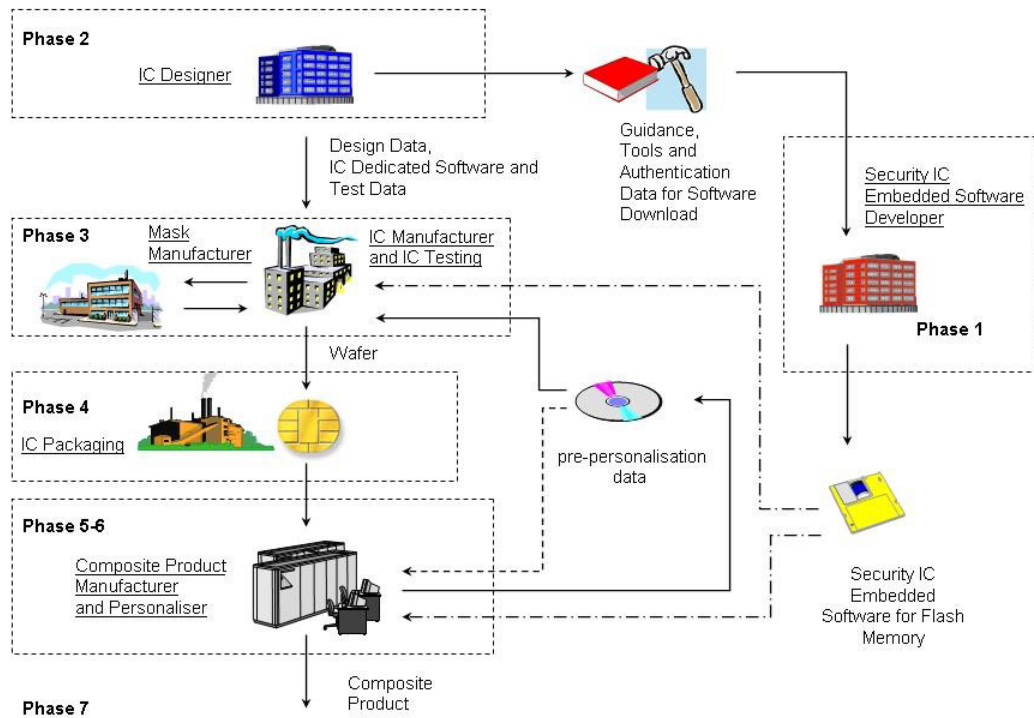 Phase 2
IC Designer
Design Data,
IC Dedicated Software and
Test Data
Guidance,
Tools and
Authentication
Data for Software
Download
Security IC
Embedded Software
Developer
Phase 1
Phase 3
Mask
Manufacturer
IC Manufacturer
and IC Testing
Wafer
Phase 4
IC Packaging
pre-personalisation
data
Phase 5-6
Composite Product
Manufacturer
and Personaliser
Security IC
Embedded
Software for Flash
Memory
Composite
Product
Phase 7